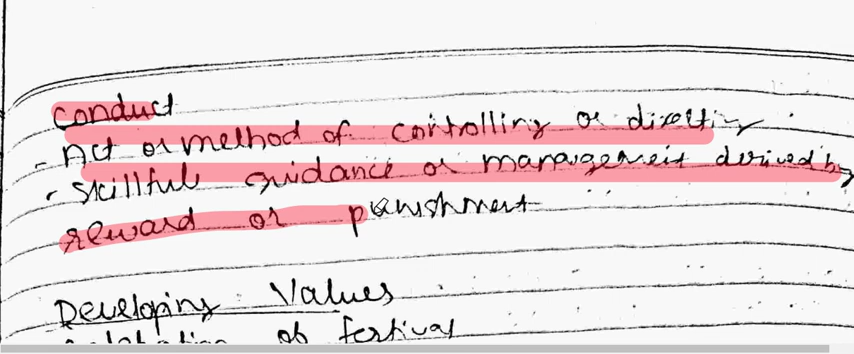 conduct
- Act or method of controlling or directing
- skillful guidance or management derived by
reward or punishment
Developing Values
of festival